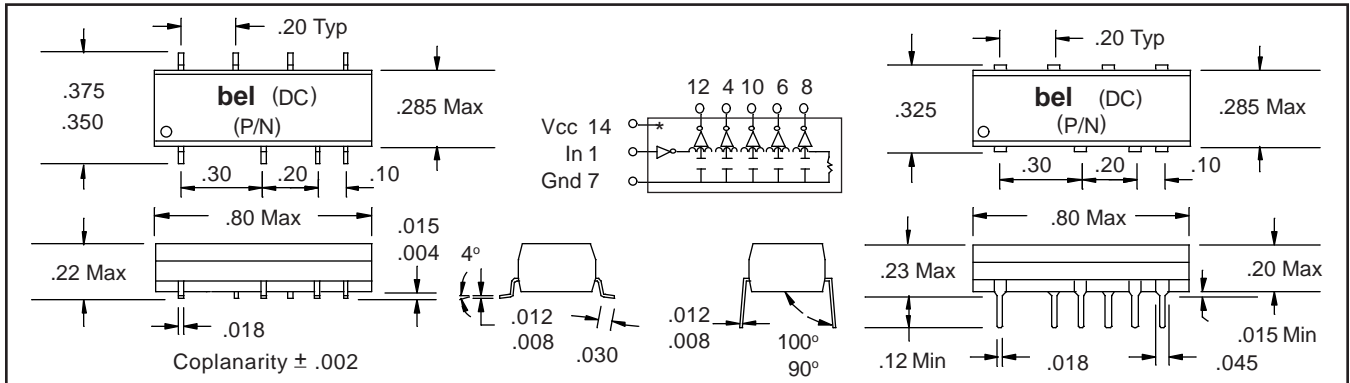 .20 Typ
.375
.350
bel (DC)
(P/N)
.285 Max
.30
.20
.10
.80 Max
.22 Max
.015
.004
.018
Coplanarity ± .002
12 4 10 6 8
Vcc 14
*
In 1
Gnd 7
4º
.012
.008
.030
.012
.008
100º
90º
.20 Typ
.325
bel (DC)
(P/N)
.285 Max
.30
.20
.10
.80 Max
.23 Max
.20 Max
.12 Min
.018
.015 Min
.045